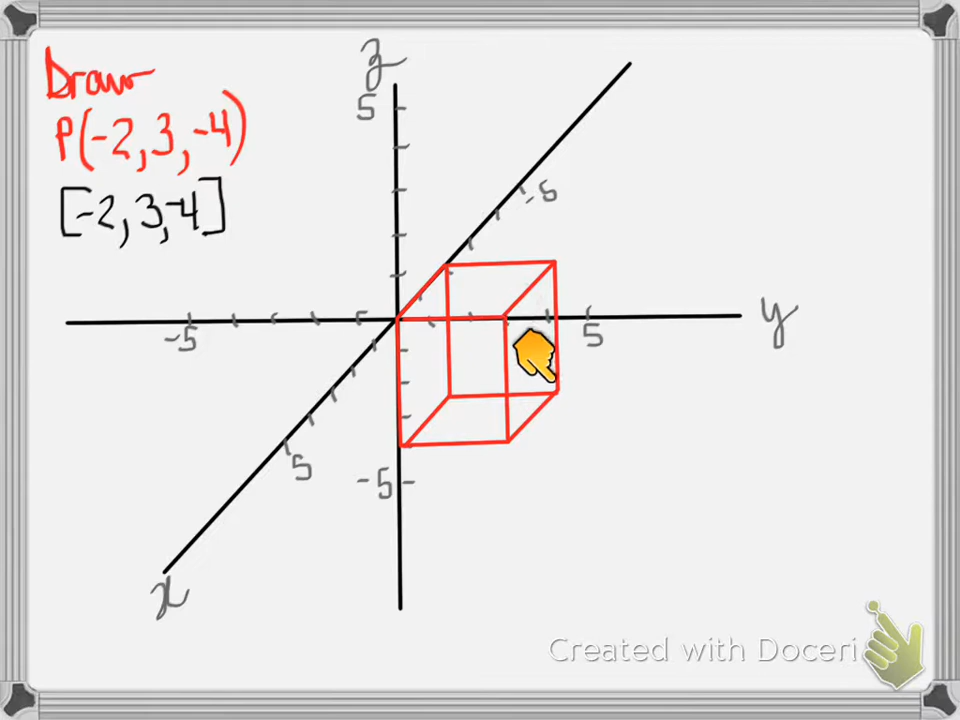 Draw
P(-2, 3, -4)
[-2, 3, -4]
z
5
-5
-5
5
y
5
-5
x
Created with Doceri